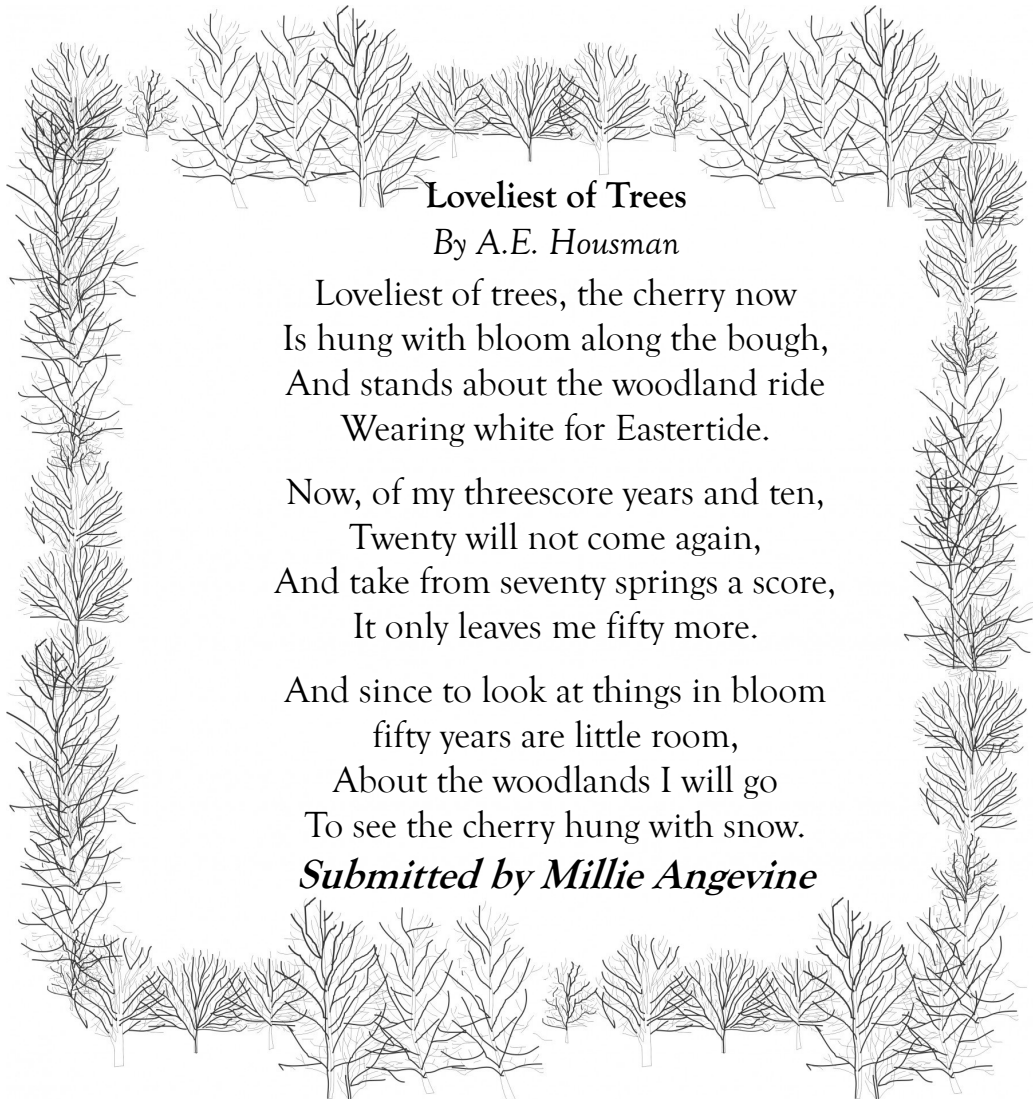 Loveliest of Trees
By A.E. Housman
Loveliest of trees, the cherry now
Is hung with bloom along the bough,
And stands about the woodland ride
Wearing white for Eastertide.
Now, of my threescore years and ten,
Twenty will not come again,
And take from seventy springs a score,
It only leaves me fifty more.
And since to look at things in bloom
fifty years are little room,
About the woodlands I will go
To see the cherry hung with snow.
Submitted by Millie Angevine